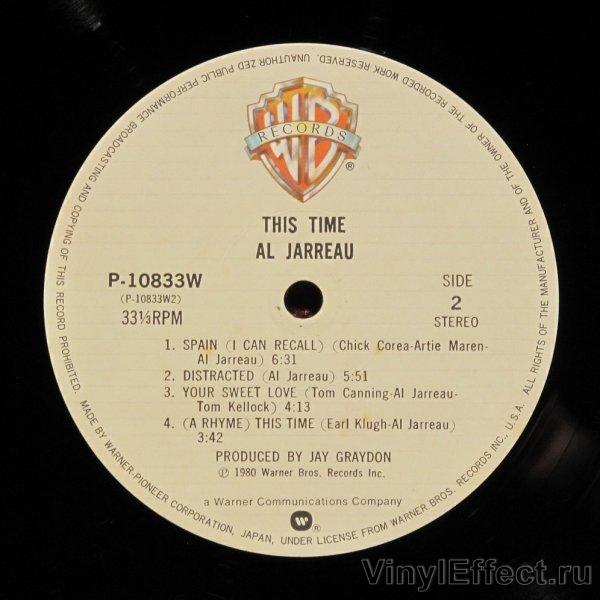 WB
RECORDS
®
THIS TIME
AL JARREAU
P-10833W
(P-10833W2)
33⅓RPM
SIDE
2
STEREO
1. SPAIN (I CAN RECALL) (Chick Corea-Artie Maren-
Al Jarreau) 6:31
2. DISTRACTED (Al Jarreau) 5:51
3. YOUR SWEET LOVE (Tom Canning-Al Jarreau-
Tom Kellock) 4:13
4. (A RHYME) THIS TIME (Earl Klugh-Al Jarreau)
3:42
PRODUCED BY JAY GRAYDON
℗ 1980 Warner Bros. Records Inc.
a Warner Communications Company
®
MADE BY WARNER-PIONEER CORPORATION, JAPAN, UNDER LICENSE FROM WARNER BROS. RECORDS INC., U.S.A. ALL RIGHTS OF THE MANUFACTURER AND OF THE OWNER OF THE RECORDED WORK RESERVED. UNAUTHORIZED PUBLIC PERFORMANCE BROADCASTING AND COPYING OF THIS RECORD PROHIBITED.
VinylEffect.ru